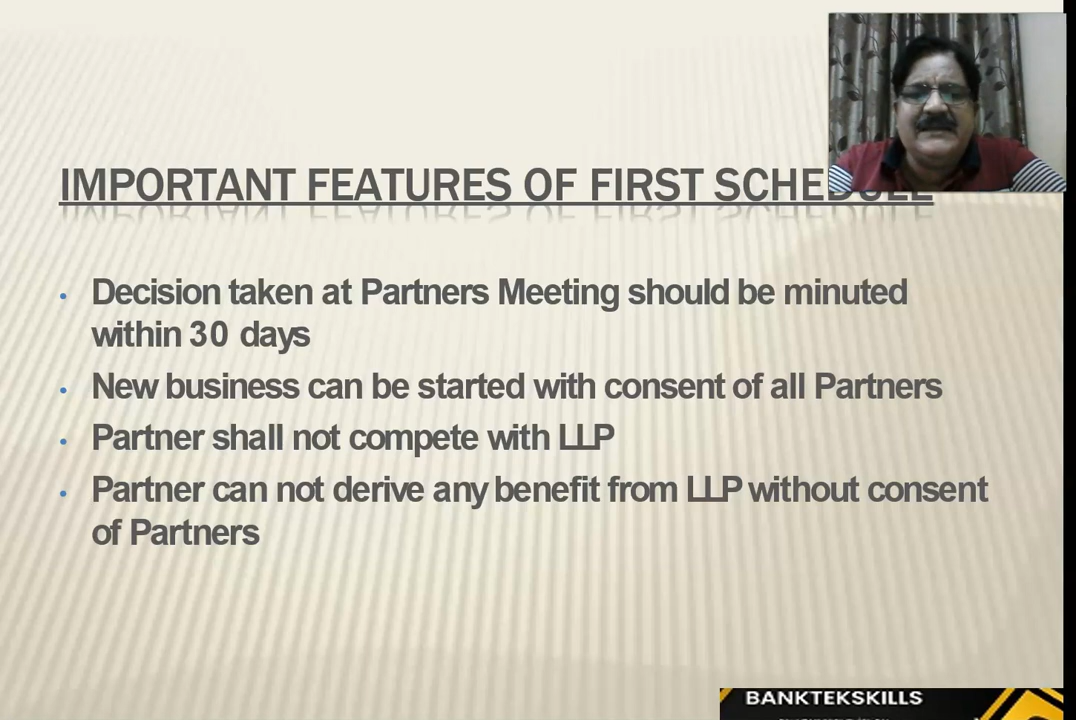 IMPORTANT FEATURES OF FIRST SCHEDULE
• Decision taken at Partners Meeting should be minuted
within 30 days
• New business can be started with consent of all Partners
• Partner shall not compete with LLP
• Partner can not derive any benefit from LLP without consent
of Partners
BANKTEKSKILLS